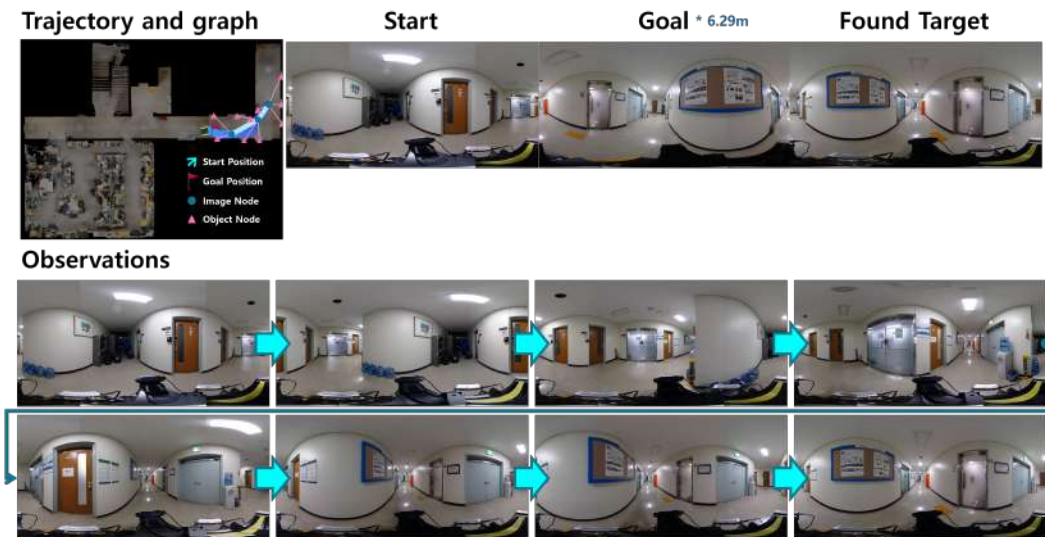 Trajectory and graph
Start
Goal * 6.29m
Found Target
Start Position
Goal Position
Image Node
Object Node
Observations